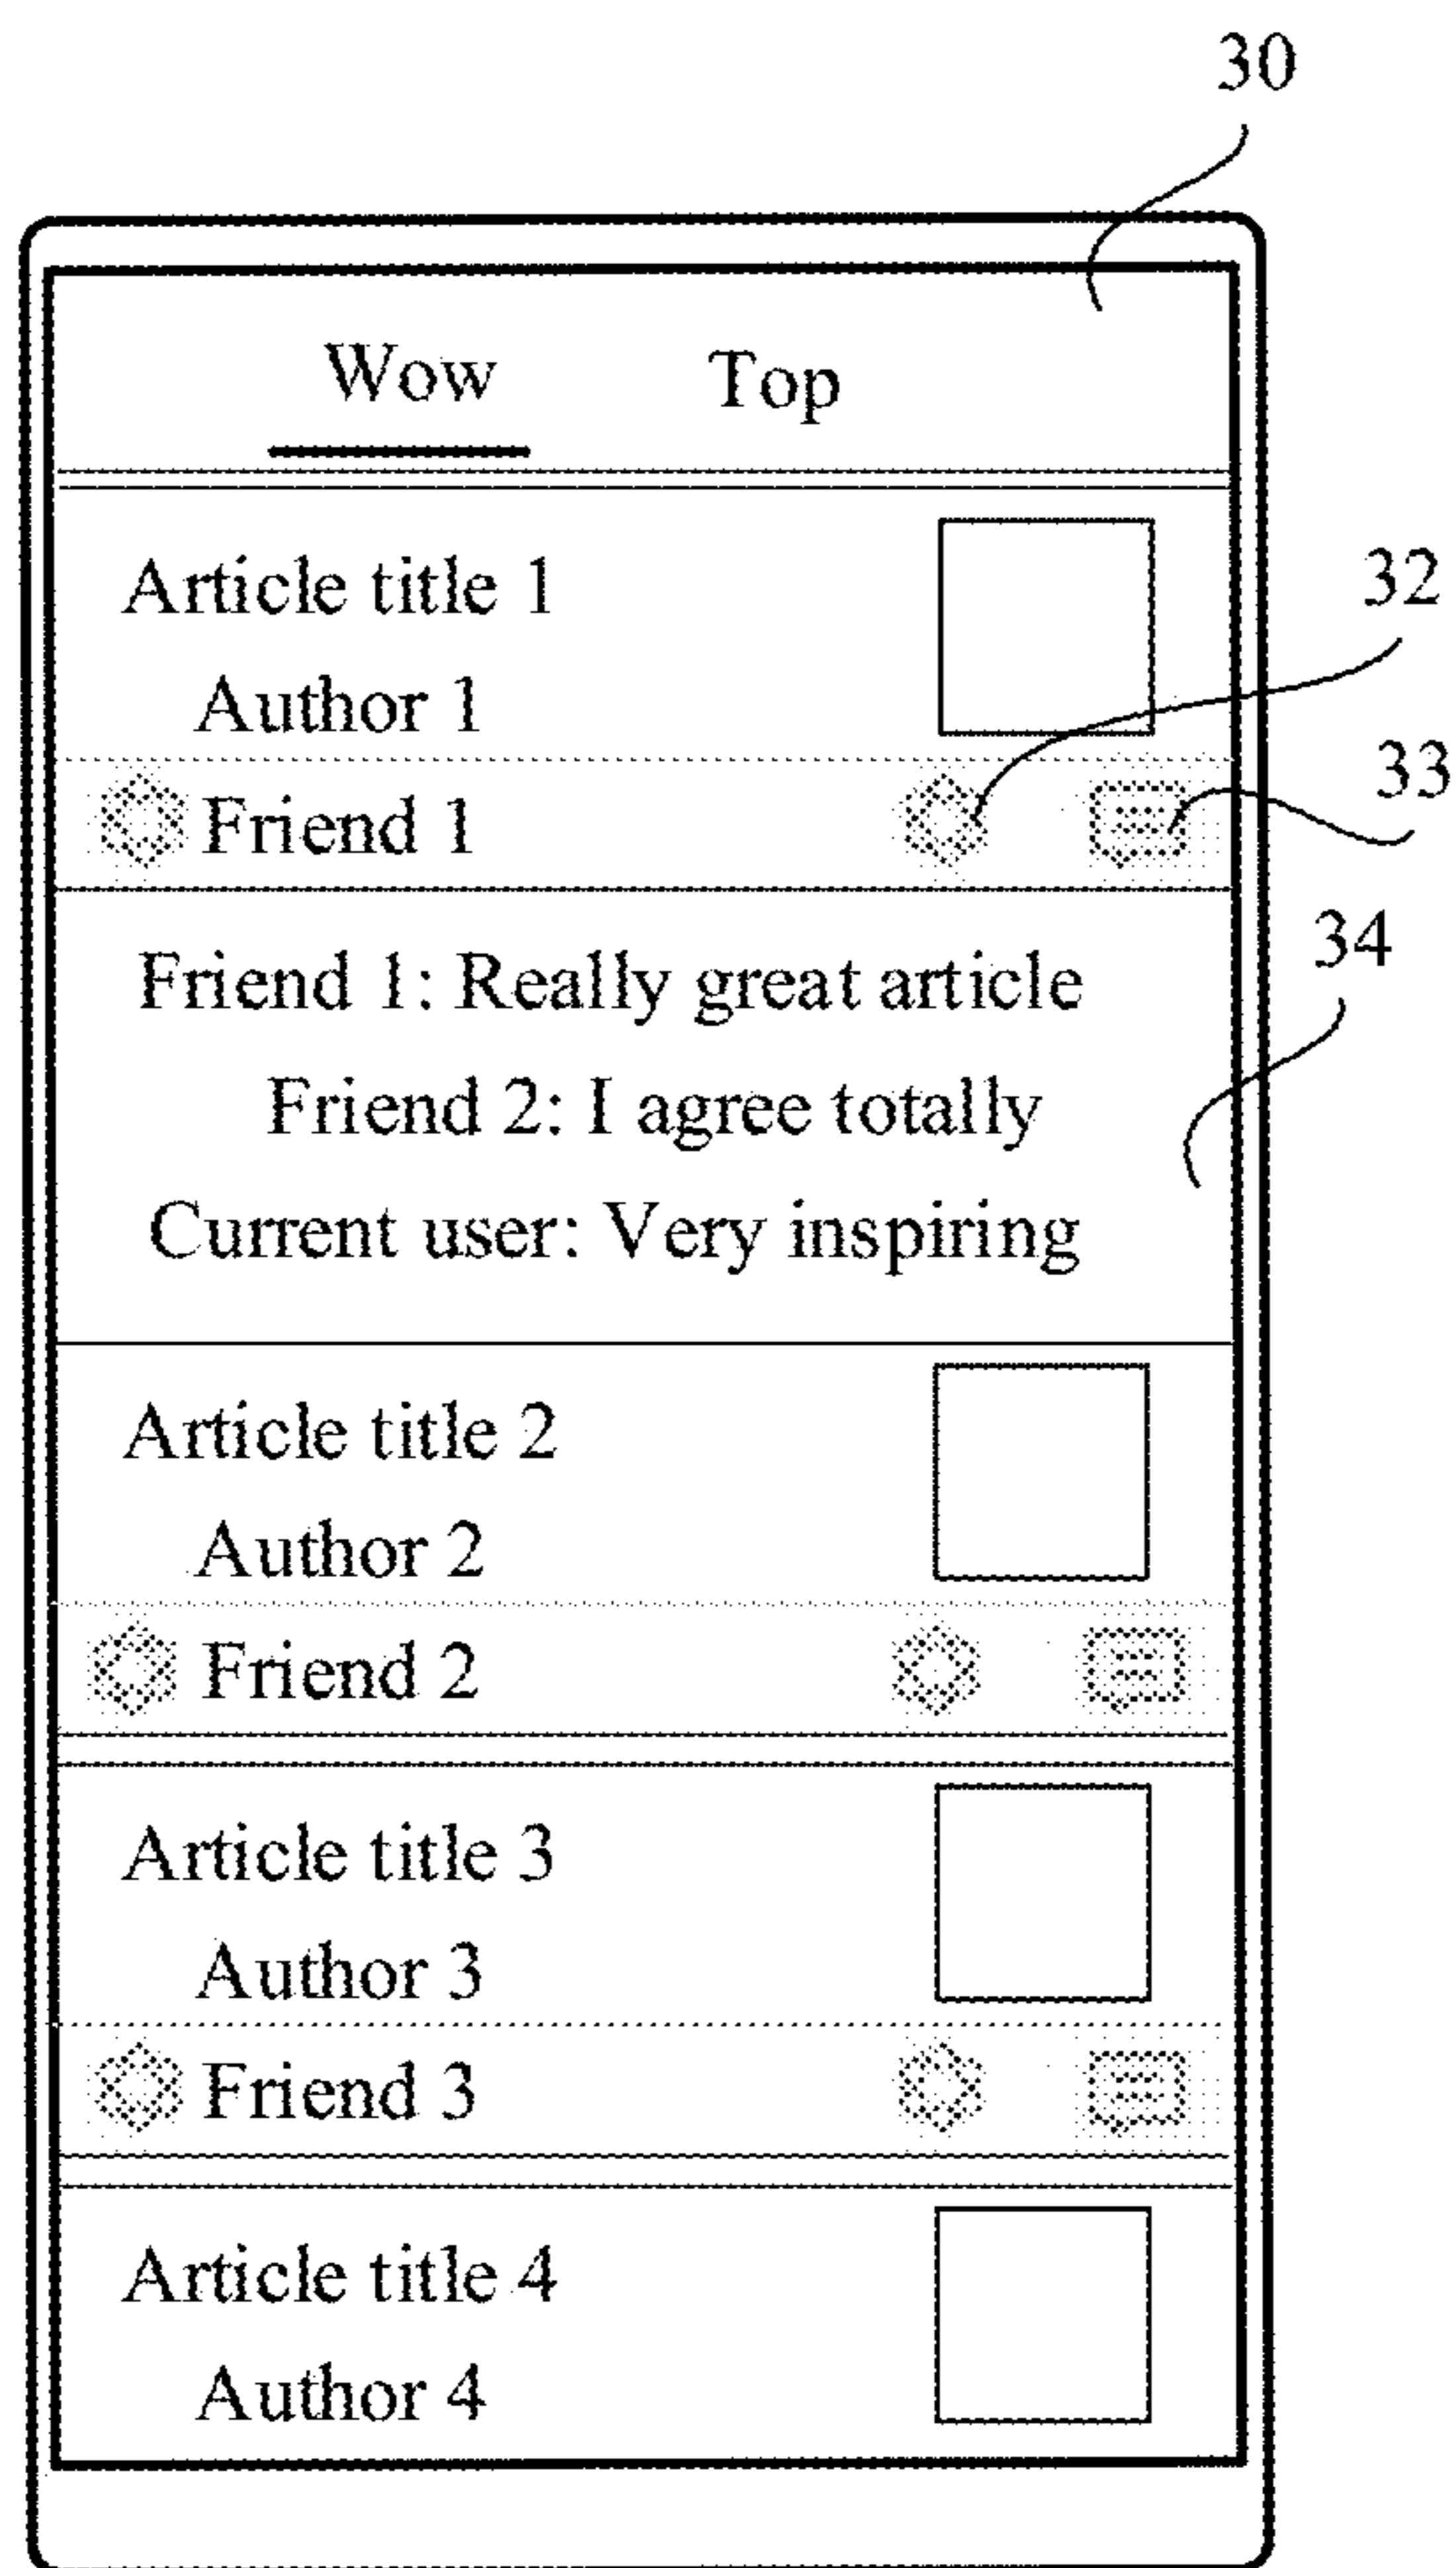 30
Wow Top
Article title 1
32
Author 1
33
Friend 1
34
Friend 1: Really great article
Friend 2: I agree totally
Current user: Very inspiring
Article title 2
Author 2
Friend 2
Article title 3
Author 3
Friend 3
Article title 4
Author 4